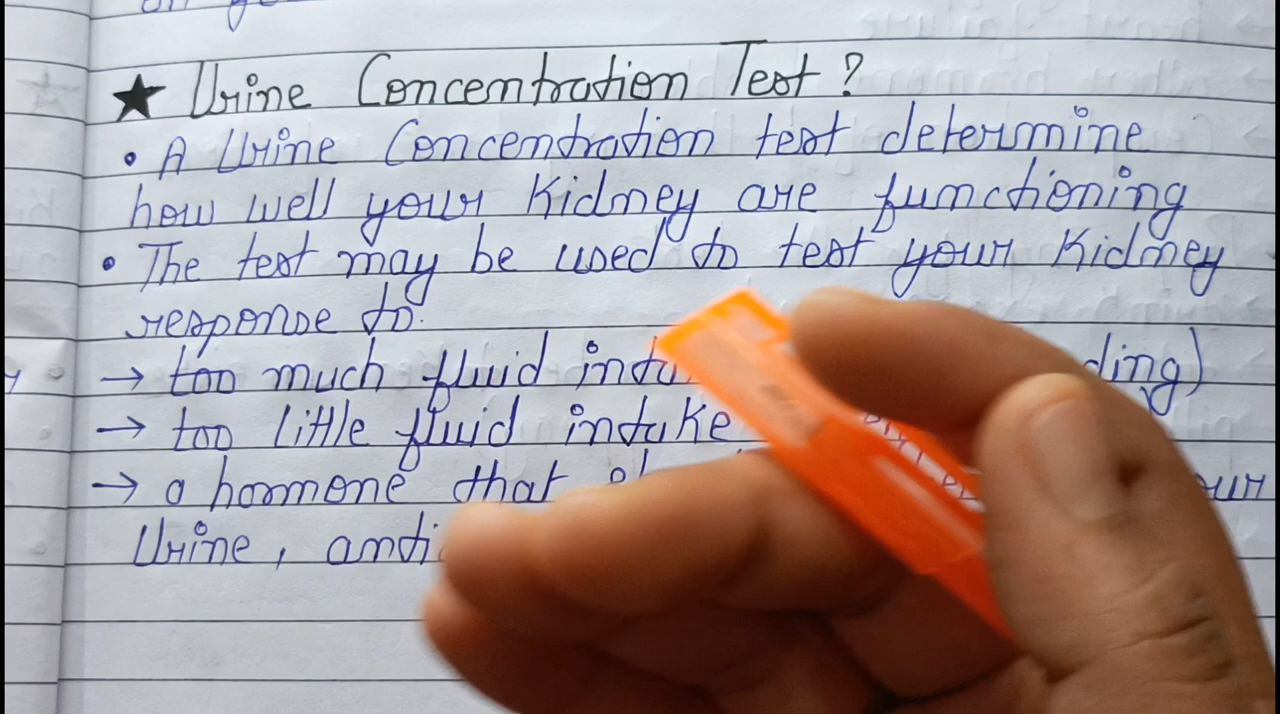 ★ Urine Concentration Test ?
• A Urine Concentration test determine
how well your Kidney are functioning
• The test may be used to test your Kidney
response to.
→ too much fluid
→ too little fluid intake
→ a hormone that
Urine,